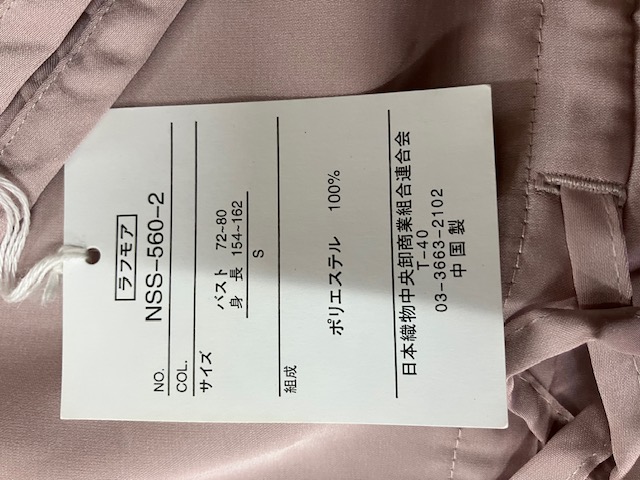 ラフモア
NO. NSS-560-2
COL.
サイズ
バスト 72~80
身長 154~162
S
組成
ポリエステル 100%
日本織物中央卸商業組合連合会
T-40
03-3663-2102
中国製